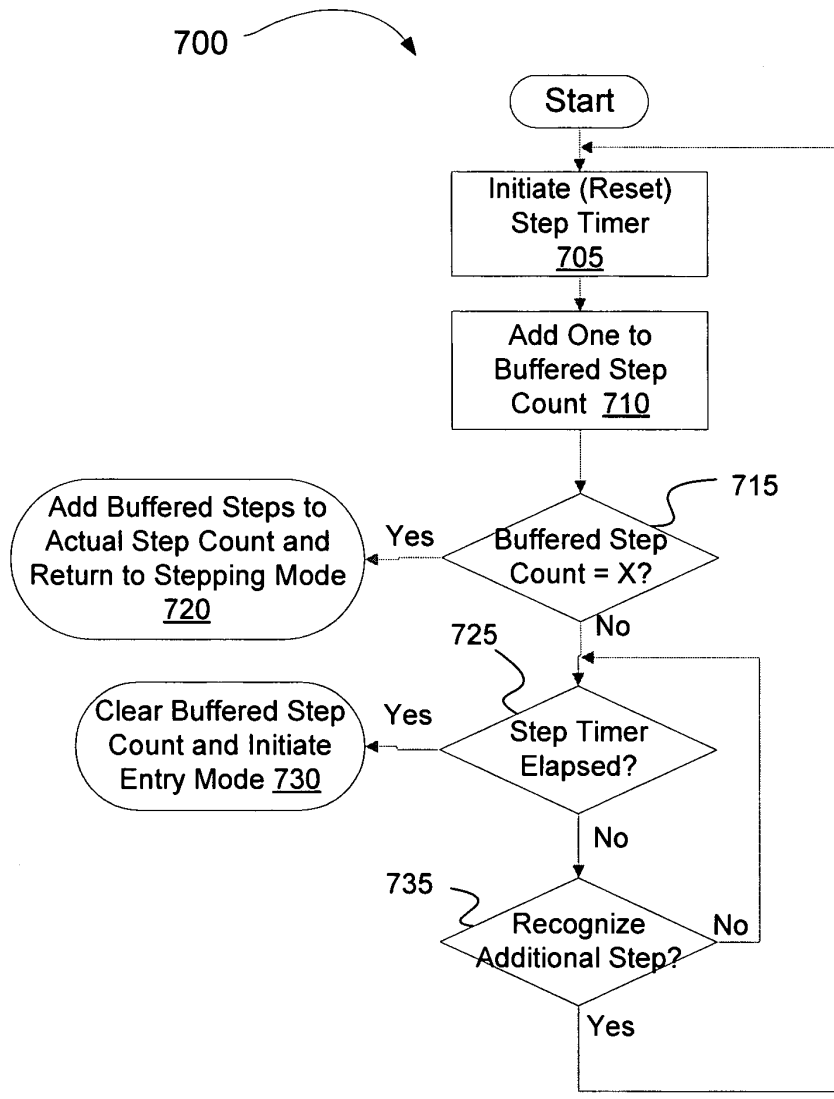 700
Start
Initiate (Reset)
Step Timer
705
Add One to
Buffered Step
Count 710
715
Buffered Step
Count = X?
Yes
Add Buffered Steps to
Actual Step Count and
Return to Stepping Mode
720
No
725
Step Timer
Elapsed?
Yes
Clear Buffered Step
Count and Initiate
Entry Mode 730
No
735
Recognize
Additional Step?
No
Yes